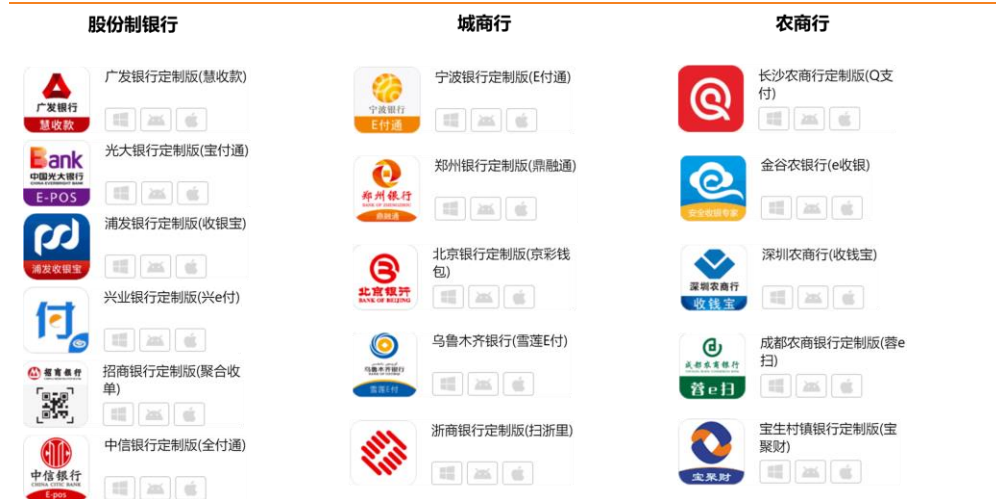 股份制银行
城商行
农商行
广发银行
慧收款
广发银行定制版(慧收款)
Bank
中国光大银行
CHINA EVERBRIGHT BANK
E-POS
光大银行定制版(宝付通)
浦发收银宝
浦发银行定制版(收银宝)
付
兴业银行定制版(兴e付)
招商银行
招商银行定制版(聚合收
单)
中信银行
CHINA CITIC BANK
E-pos
中信银行定制版(全付通)
宁波银行
E付通
宁波银行定制版(E付通)
郑州银行
BANK OF ZHENGZHOU
鼎融通
郑州银行定制版(鼎融通)
北京银行
BANK OF BEIJING
北京银行定制版(京彩钱
包)
乌鲁木齐银行
雪莲E付
乌鲁木齐银行(雪莲E付)
浙商银行定制版(扫浙里)
长沙农商行定制版(Q支
付)
安全收银专家
金谷农银行(e收银)
深圳农商行
收钱宝
深圳农商行(收钱宝)
成都农商银行
蓉e扫
成都农商银行定制版(蓉e
扫)
宝聚财
宝生村镇银行定制版(宝
聚财)